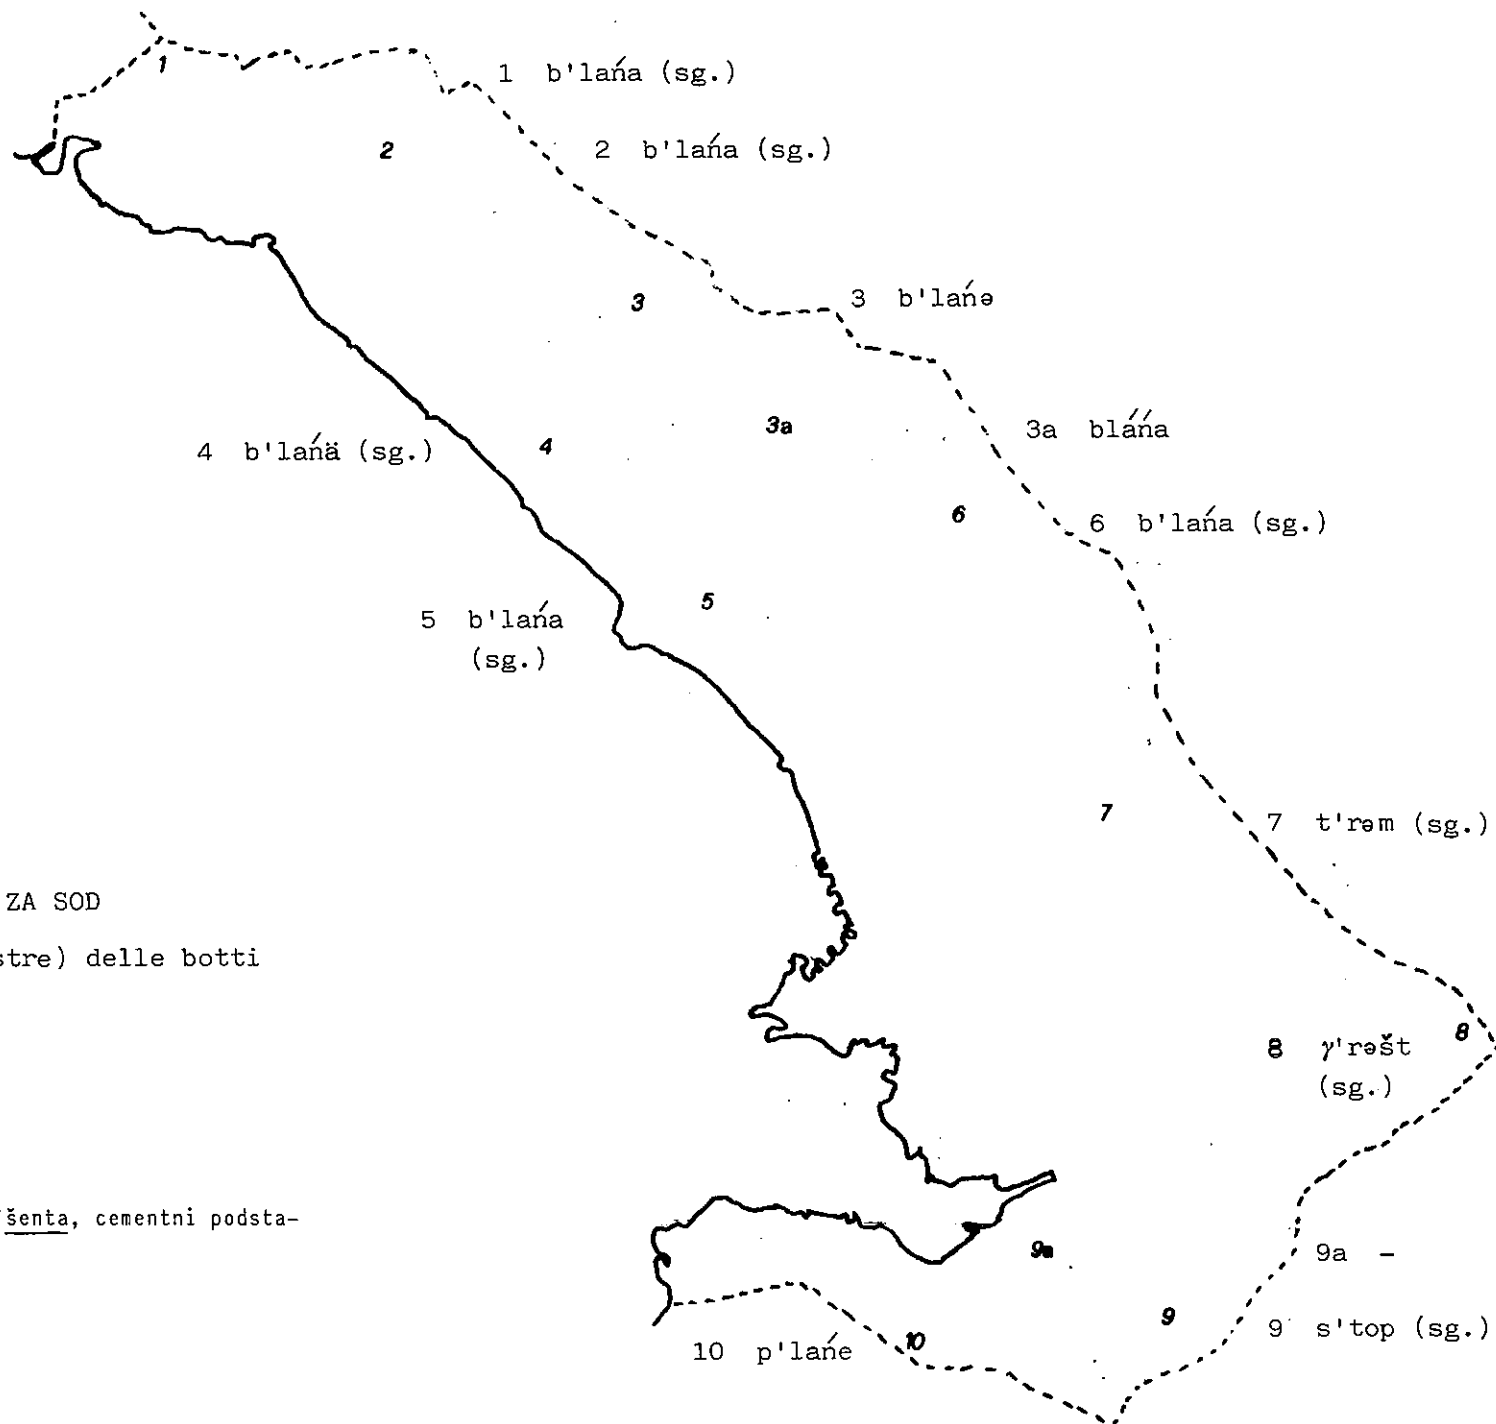 1
1 b'lańa (sg.)
2
2 b'lańa (sg.)
3
3 b'lańə
3a
3a bláńa
4 b'lańä (sg.)
4
6
6 b'lańa (sg.)
5
5 b'lańa
(sg.)
7
7 t'rəm (sg.)
ZA SOD
stre) delle botti
8
8 γ'rəšt
(sg.)
šenta, cementni podsta-
9a
9a -
9
9 s'top (sg.)
10 p'lańe
10